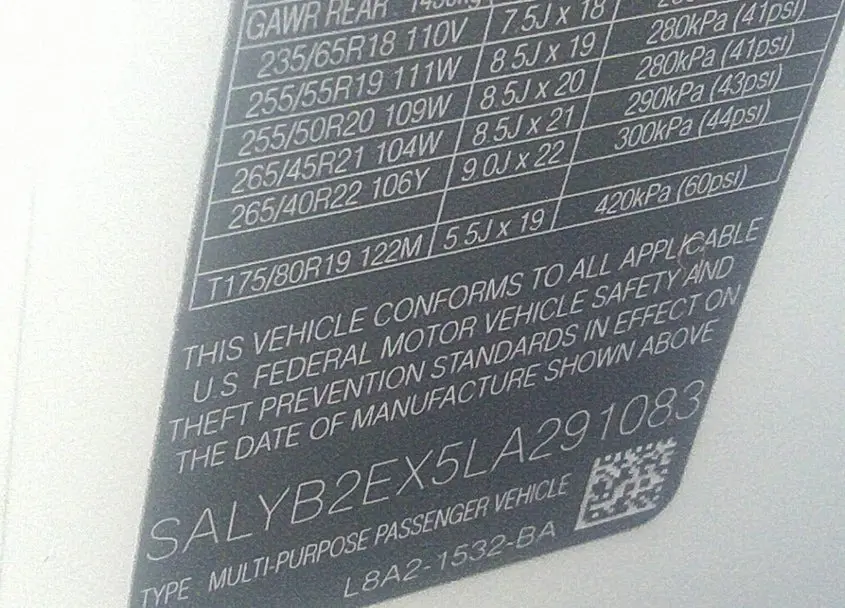 GAWR REAR
235/65R18 110V 7.5J x 18
255/55R19 111W 8.5J x 19 280kPa (41psi)
255/50R20 109W 8.5J x 20 280kPa (41psi)
265/45R21 104W 8.5J x 21 290kPa (43psi)
265/40R22 106Y 9.0J x 22 300kPa (44psi)
T175/80R19 122M 5.5J x 19 420kPa (60psi)
THIS VEHICLE CONFORMS TO ALL APPLICABLE
U.S. FEDERAL MOTOR VEHICLE SAFETY AND
THEFT PREVENTION STANDARDS IN EFFECT ON
THE DATE OF MANUFACTURE SHOWN ABOVE
SALYB2EX5LA291083
TYPE MULTI-PURPOSE PASSENGER VEHICLE
L8A2-1532-BA